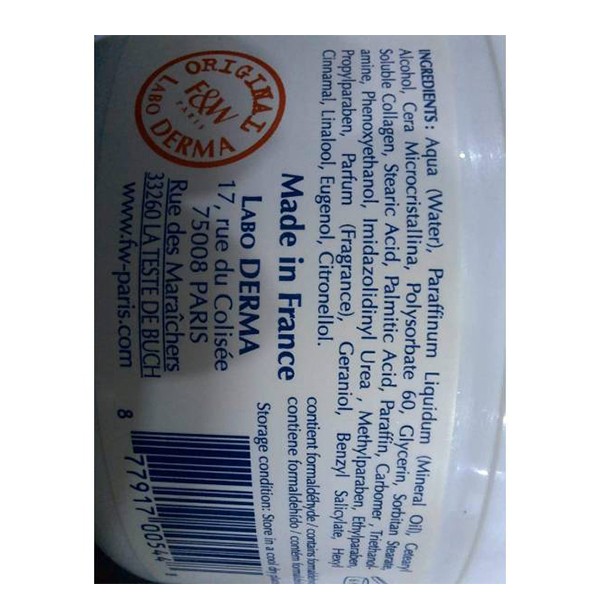 INGREDIENTS: Aqua (Water), Paraffinum Liquidum (Mineral Oil), Cetearyl
Alcohol, Cera Microcristallina, Polysorbate 60, Glycerin, Sorbitan Stearate,
Soluble Collagen, Stearic Acid, Palmitic Acid, Paraffin, Carbomer, Triethanol-
amine, Phenoxyethanol, Imidazolidinyl Urea, Methylparaben, Ethylparaben,
Propylparaben, Parfum (Fragrance), Geraniol, Benzyl Salicylate, Hexyl
Cinnamal, Linalool, Eugenol, Citronellol.
contient formaldéhyde / contains
contiene formaldehído / contém
Storage condition: Store in a cool dry
Made in France
LABO DERMA
17, rue du Colisée
75008 PARIS
Rue des Maraîchers
33260 LA TESTE DE BUCH
www.fw-paris.com
ORIGINAL
F&W
PARIS
LABO DERMA
8 77917 00544